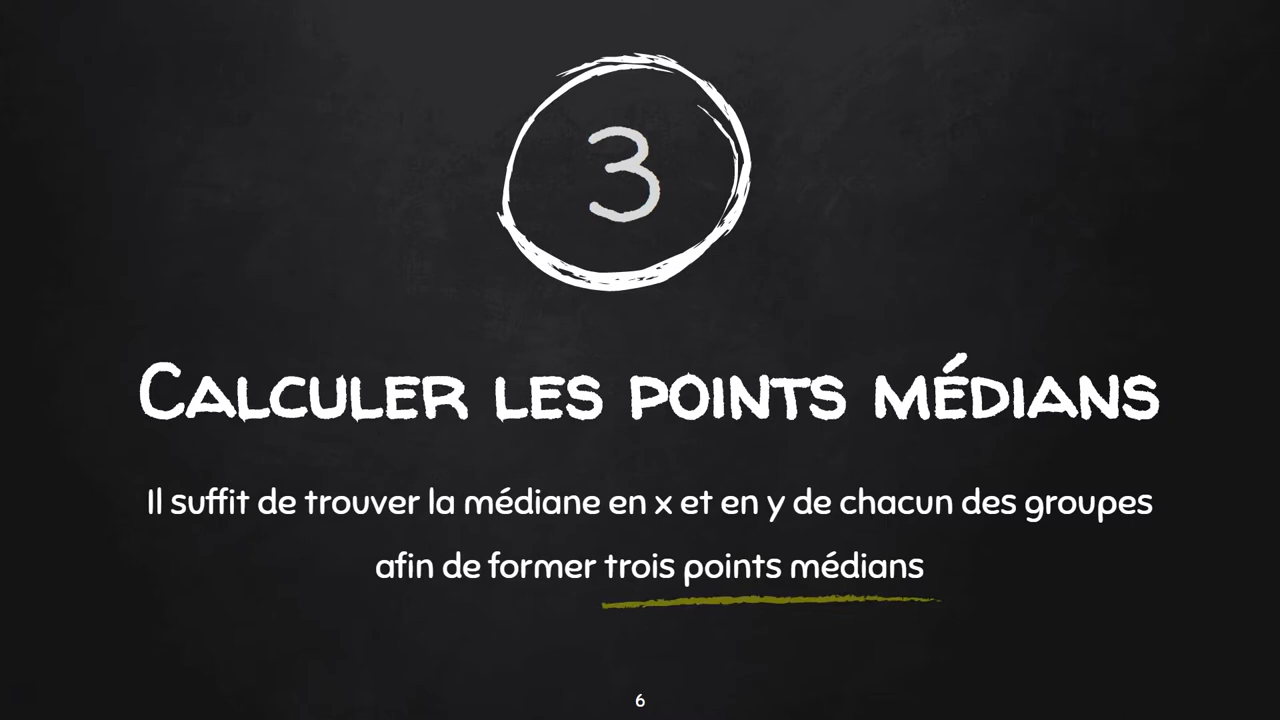 3
Calculer les points médians
Il suffit de trouver la médiane en x et en y de chacun des groupes
afin de former trois points médians
6